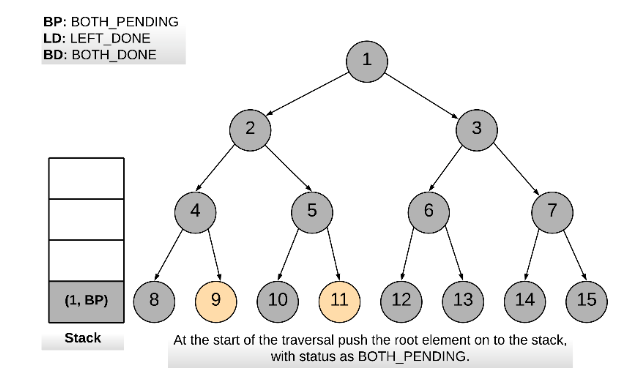 BP: BOTH_PENDING
LD: LEFT_DONE
BD: BOTH_DONE
1
2
3
4
5
6
7
(1, BP)
8
9
10
11
12
13
14
15
Stack
At the start of the traversal push the root element on to the stack,
with status as BOTH_PENDING.